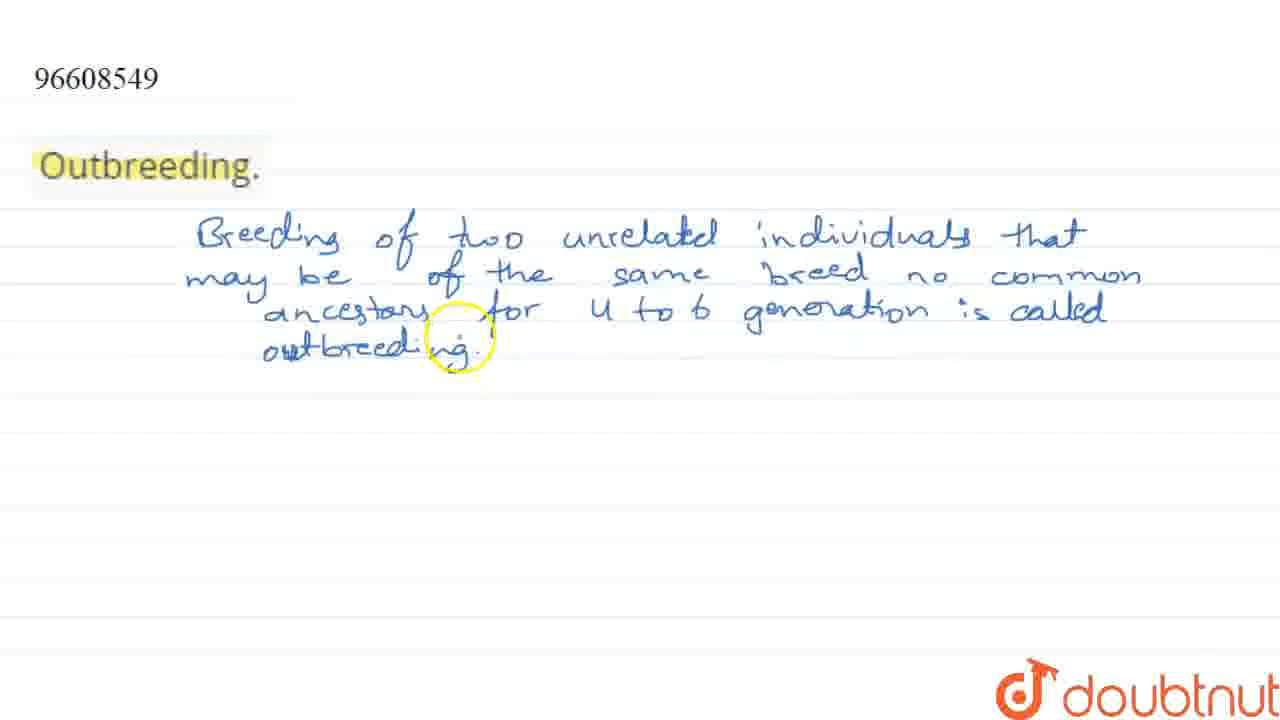 96608549
Outbreeding.
Breeding of two unrelated individuals that
may be of the same breed no common
ancestors for 4 to 6 generation is called
outbreeding.
doubtnut